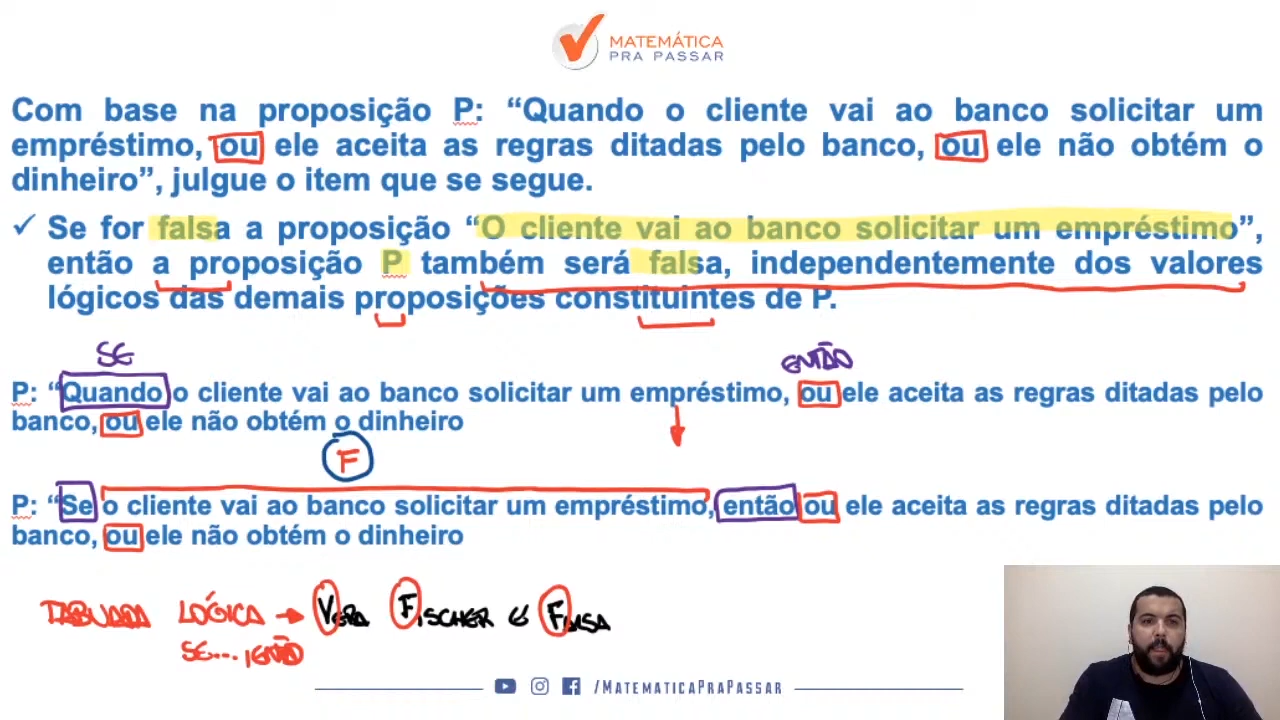 MATEMÁTICA
PRA PASSAR
Com base na proposição P: “Quando o cliente vai ao banco solicitar um
empréstimo, ou ele aceita as regras ditadas pelo banco, ou ele não obtém o
dinheiro”, julgue o item que se segue.
✓ Se for falsa a proposição “O cliente vai ao banco solicitar um empréstimo”,
então a proposição P também será falsa, independentemente dos valores
lógicos das demais proposições constituintes de P.
SE
ENTÃO
P: “Quando o cliente vai ao banco solicitar um empréstimo, ou ele aceita as regras ditadas pelo
banco, ou ele não obtém o dinheiro
F
P: “Se o cliente vai ao banco solicitar um empréstimo, então ou ele aceita as regras ditadas pelo
banco, ou ele não obtém o dinheiro
TABUADA LÓGICA → VERA FISCHER é FALSA
SE... ENTÃO
/MATEMATICAPRAPASSAR